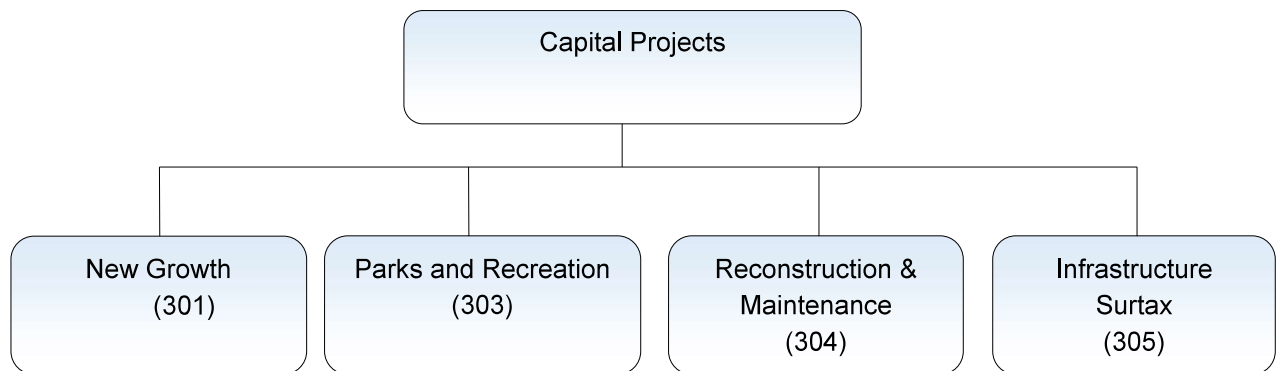 Capital Projects
New Growth
(301)
Parks and Recreation
(303)
Reconstruction &
Maintenance
(304)
Infrastructure
Surtax
(305)